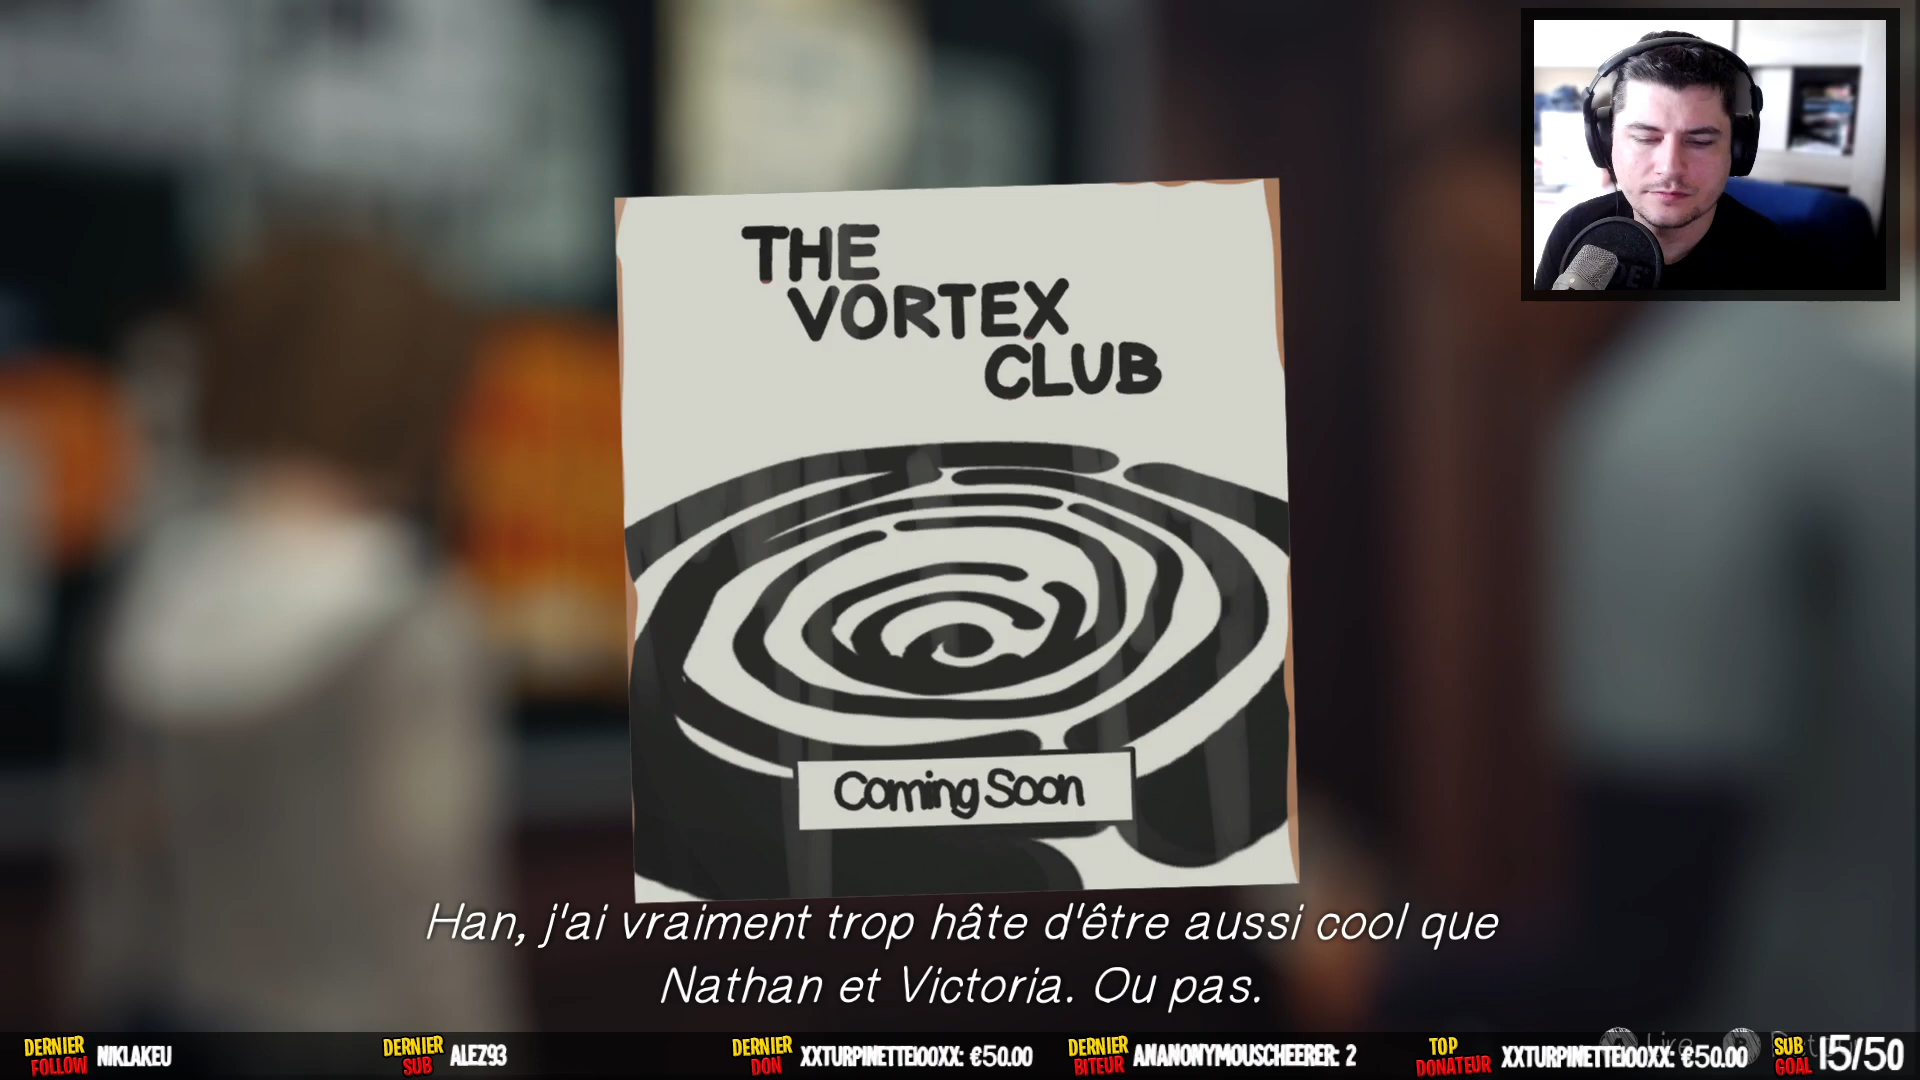 THE
VORTEX
CLUB
Coming Soon
Han, j'ai vraiment trop hâte d'être aussi cool que
Nathan et Victoria. Ou pas.
DERNIER FOLLOW NIKLAKEU
DERNIER SUB ALEZ93
DERNIER DON XXTURPINETTE100XX: €50.00
DERNIER BITEUR ANANONYMOUSCHEERER: 2
TOP DONATEUR XXTURPINETTE100XX: €50.00
SUB GOAL 15/50